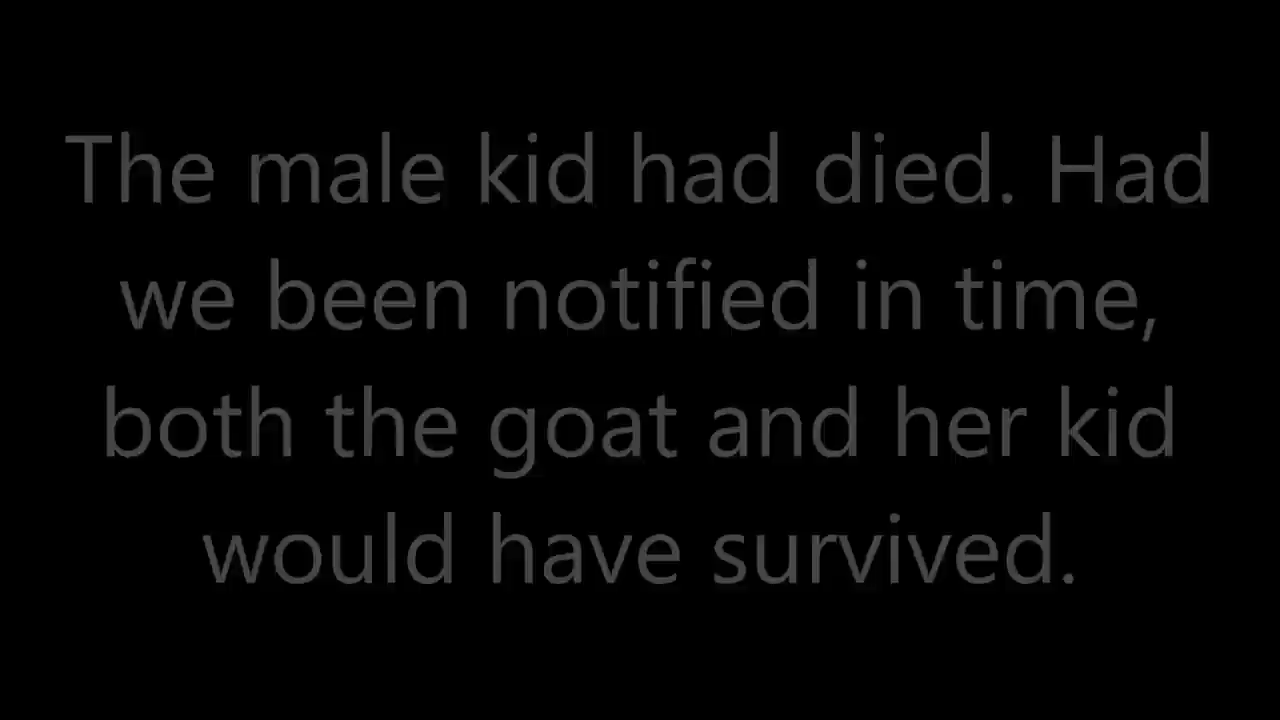 The male kid had died. Had
we been notified in time,
both the goat and her kid
would have survived.